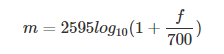 m = 2595log₁₀(1 + f/700)